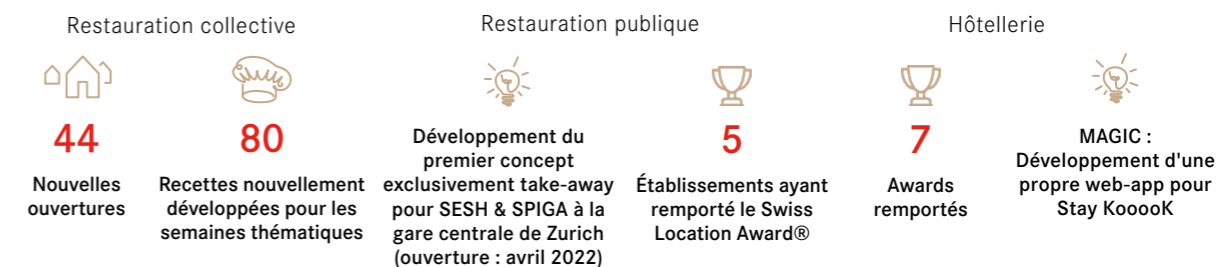 Restauration collective
44
Nouvelles
ouvertures
80
Recettes nouvellement
développées pour les
semaines thématiques
Restauration publique
Développement du
premier concept
exclusivement take-away
pour SESH & SPIGA à la
gare centrale de Zurich
(ouverture : avril 2022)
5
Établissements ayant
remporté le Swiss
Location Award®
Hôtellerie
7
Awards
remportés
MAGIC :
Développement d'une
propre web-app pour
Stay KooooK